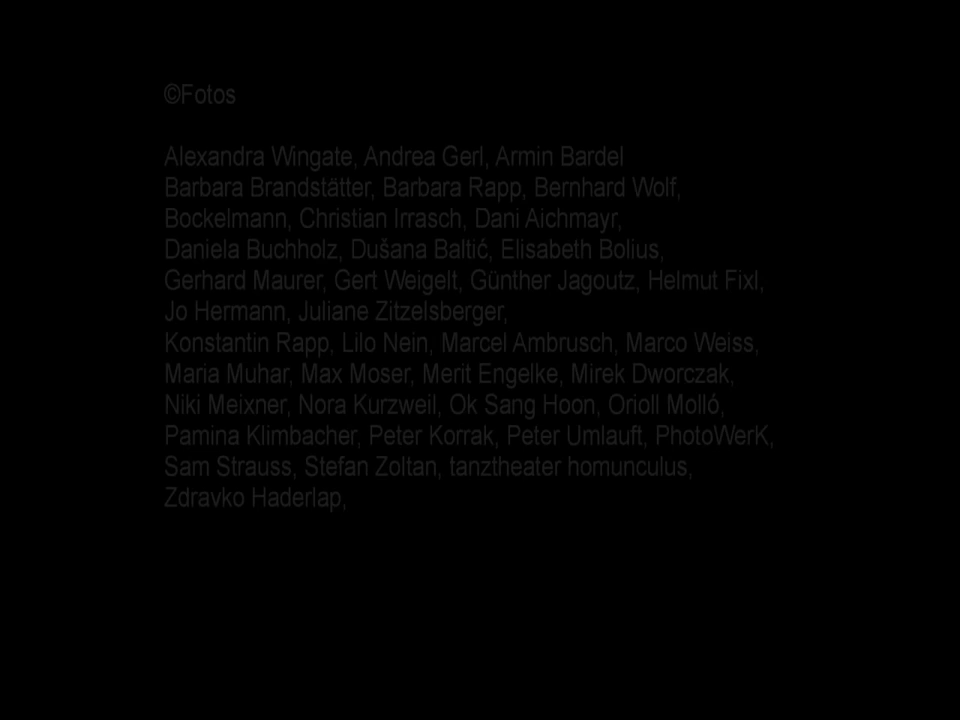 ©Fotos
Alexandra Wingate, Andrea Gerl, Armin Bardel
Barbara Brandstätter, Barbara Rapp, Bernhard Wolf,
Bockelmann, Christian Irrasch, Dani Aichmayr,
Daniela Buchholz, Dušana Baltić, Elisabeth Bolius,
Gerhard Maurer, Gert Weigelt, Günther Jagoutz, Helmut Fixl,
Jo Hermann, Juliane Zitzelsberger,
Konstantin Rapp, Lilo Nein, Marcel Ambrusch, Marco Weiss,
Maria Muhar, Max Moser, Merit Engelke, Mirek Dworczak,
Niki Meixner, Nora Kurzweil, Ok Sang Hoon, Orioll Molló,
Pamina Klimbacher, Peter Korrak, Peter Umlauft, PhotoWerK,
Sam Strauss, Stefan Zoltan, tanztheater homunculus,
Zdravko Haderlap,